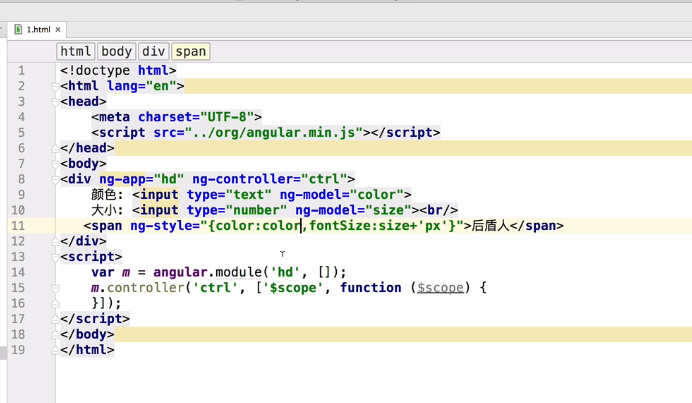 1.html
html body div span
1 <!doctype html>
2 <html lang="en">
3 <head>
4 <meta charset="UTF-8">
5 <script src="../org/angular.min.js"></script>
6 </head>
7 <body>
8 <div ng-app="hd" ng-controller="ctrl">
9 颜色: <input type="text" ng-model="color">
10 大小: <input type="number" ng-model="size"><br/>
11 <span ng-style="{color:color,fontSize:size+'px'}">后盾人</span>
12 </div>
13 <script>
14 var m = angular.module('hd', []);
15 m.controller('ctrl', ['$scope', function ($scope) {
16 }]);
17 </script>
18 </body>
19 </html>